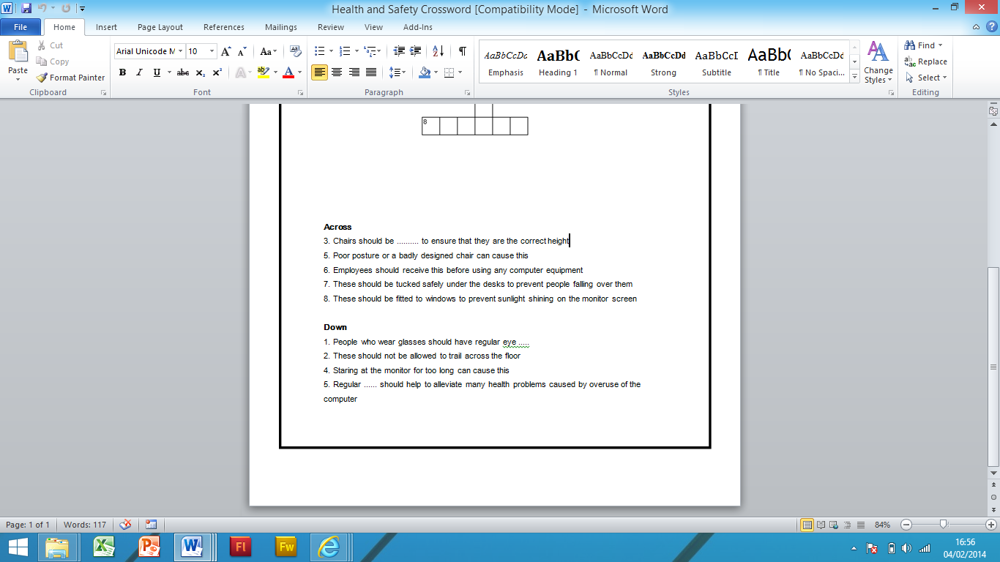 Health and Safety Crossword [Compatibility Mode] - Microsoft Word
File Home Insert Page Layout References Mailings Review View Add-Ins
Paste
Cut
Copy
Format Painter
Clipboard
Arial Unicode M 10
Font
Paragraph
AaBbCcDc AaBbC AaBbCcDd AaBbCcDd AaBbCcI AaBbC AaBbCcDd
Emphasis Heading 1 ¶ Normal Strong Subtitle ¶ Title ¶ No Spaci...
Styles
Change Styles
Find
Replace
Select
Editing
8
Across
3. Chairs should be .......... to ensure that they are the correct height
5. Poor posture or a badly designed chair can cause this
6. Employees should receive this before using any computer equipment
7. These should be tucked safely under the desks to prevent people falling over them
8. These should be fitted to windows to prevent sunlight shining on the monitor screen
Down
1. People who wear glasses should have regular eye .....
2. These should not be allowed to trail across the floor
4. Staring at the monitor for too long can cause this
5. Regular ...... should help to alleviate many health problems caused by overuse of the
computer
Page: 1 of 1 Words: 117 84%
Fl Fw
16:56
04/02/2014